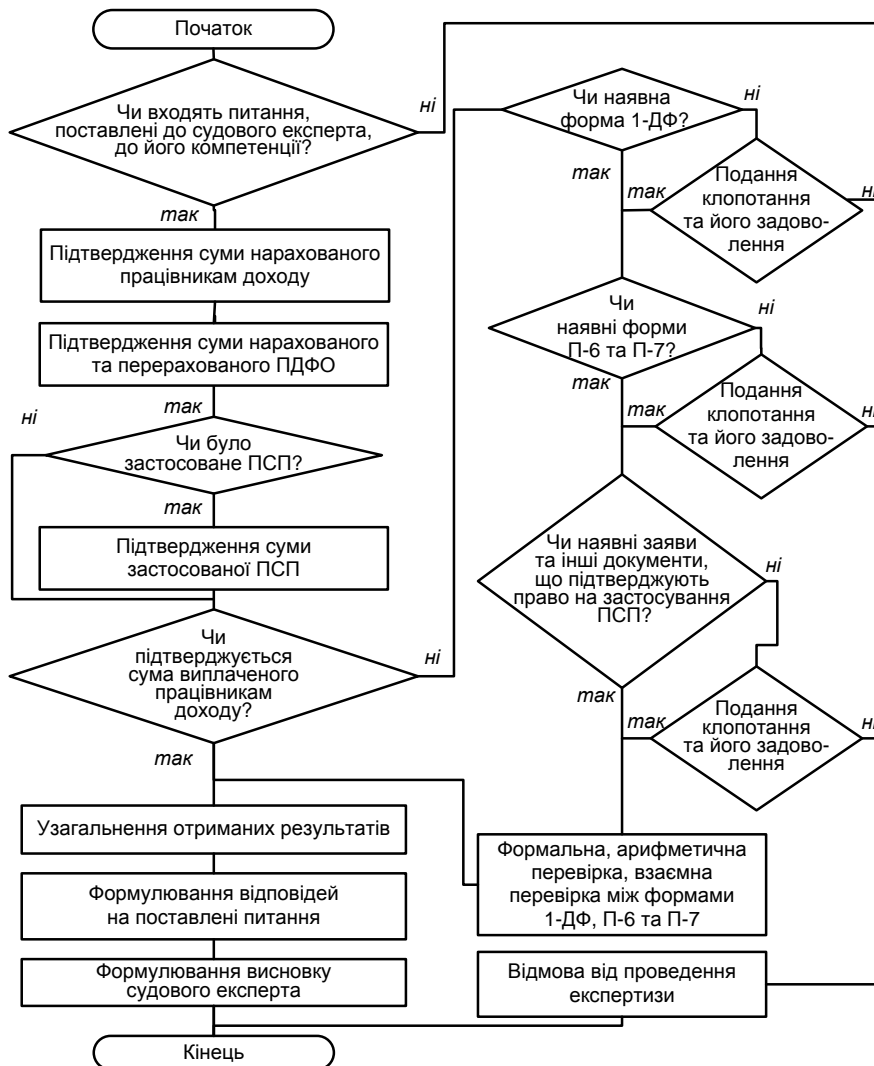 Початок
Чи входять питання,
поставлені до судового експерта,
до його компетенції?
ні
так
Підтвердження суми нарахованого
працівникам доходу
Підтвердження суми нарахованого
та перерахованого ПДФО
так
ні
Чи було
застосоване ПСП?
так
Підтвердження суми
застосованої ПСП
Чи
підтверджується
сума виплаченого
працівникам
доходу?
ні
так
Узагальнення отриманих результатів
Формулювання відповідей
на поставлені питання
Формулювання висновку
судового експерта
Кінець
Чи наявна
форма 1-ДФ?
ні
так
так
Подання
клопотання
та його задово-
лення
ні
Чи
наявні форми
П-6 та П-7?
ні
так
так
Подання
клопотання
та його задово-
лення
ні
Чи наявні заяви
та інші документи,
що підтверджують
право на застосування
ПСП?
ні
так
так
Подання
клопотання
та його задово-
лення
ні
Формальна, арифметична
перевірка, взаємна
перевірка між формами
1-ДФ, П-6 та П-7
Відмова від проведення
експертизи